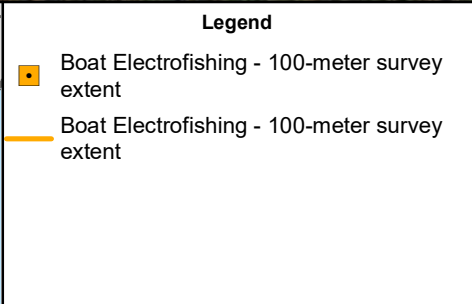 Legend
Boat Electrofishing - 100-meter survey
extent
Boat Electrofishing - 100-meter survey
extent